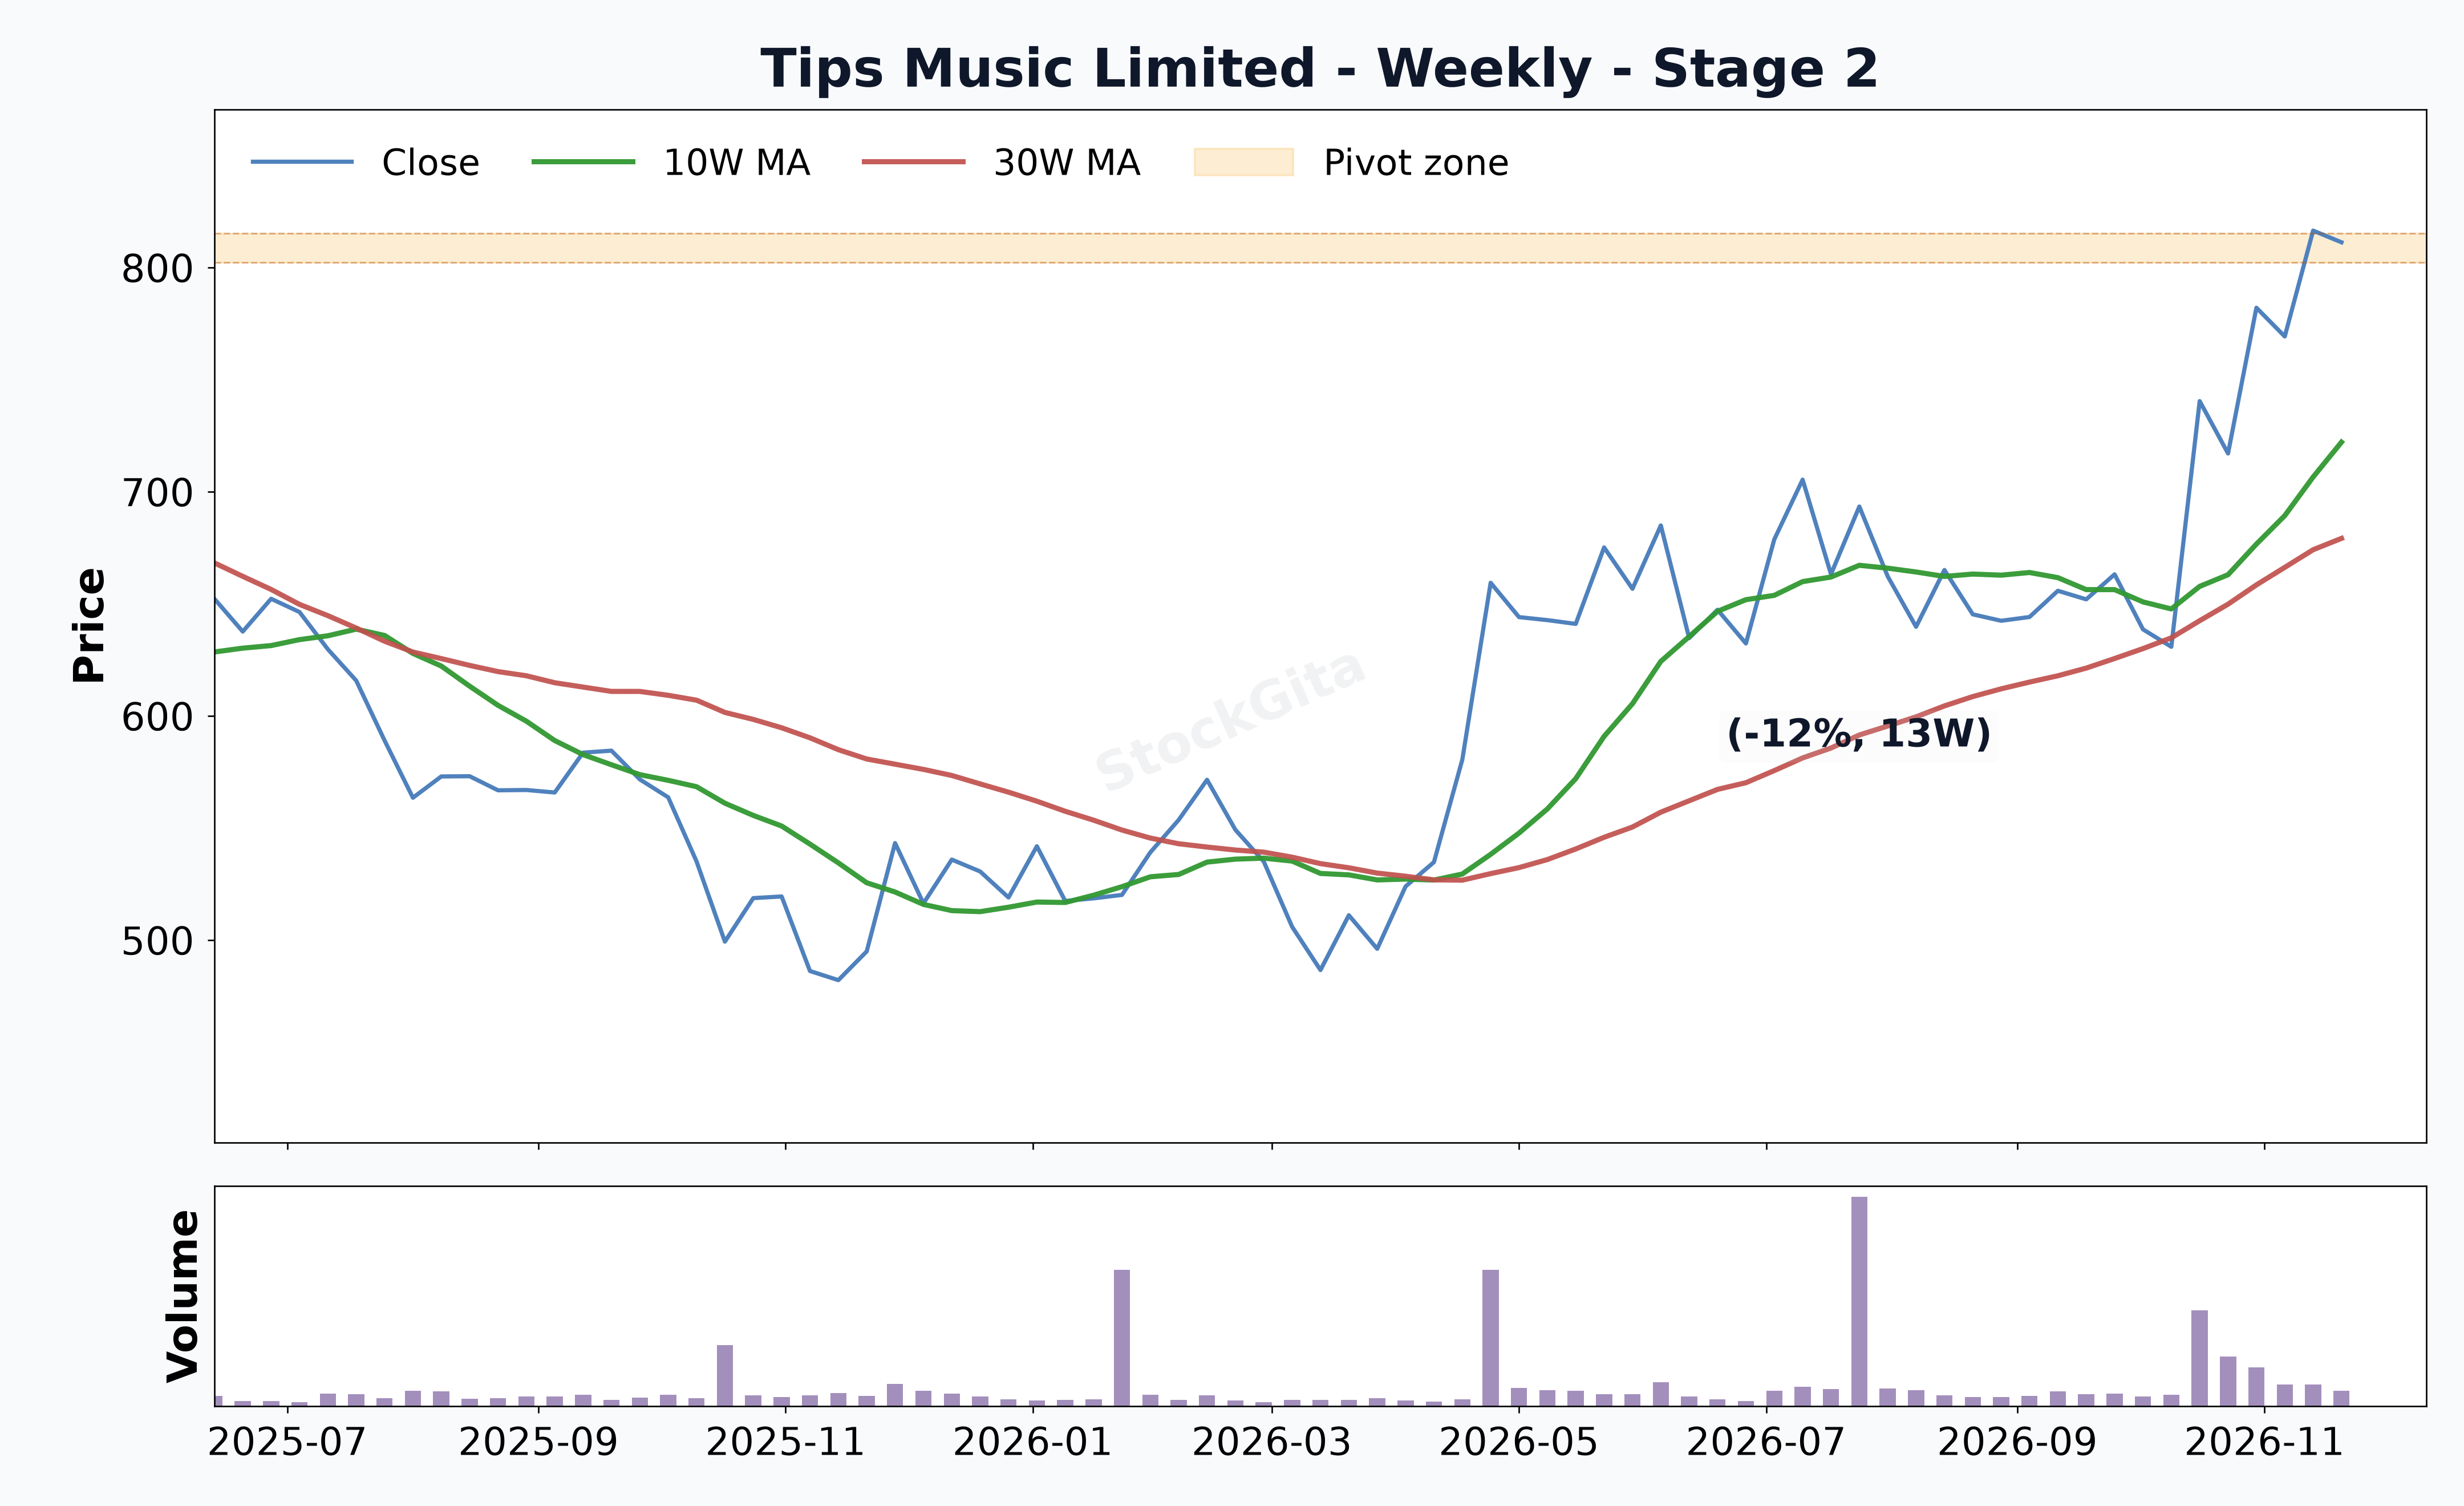 Tips Music Limited - Weekly - Stage 2
Close 10W MA 30W MA Pivot zone
800
700
600
500
Price
StockGita
(-12%, 13W)
Volume
2025-07 2025-09 2025-11 2026-01 2026-03 2026-05 2026-07 2026-09 2026-11